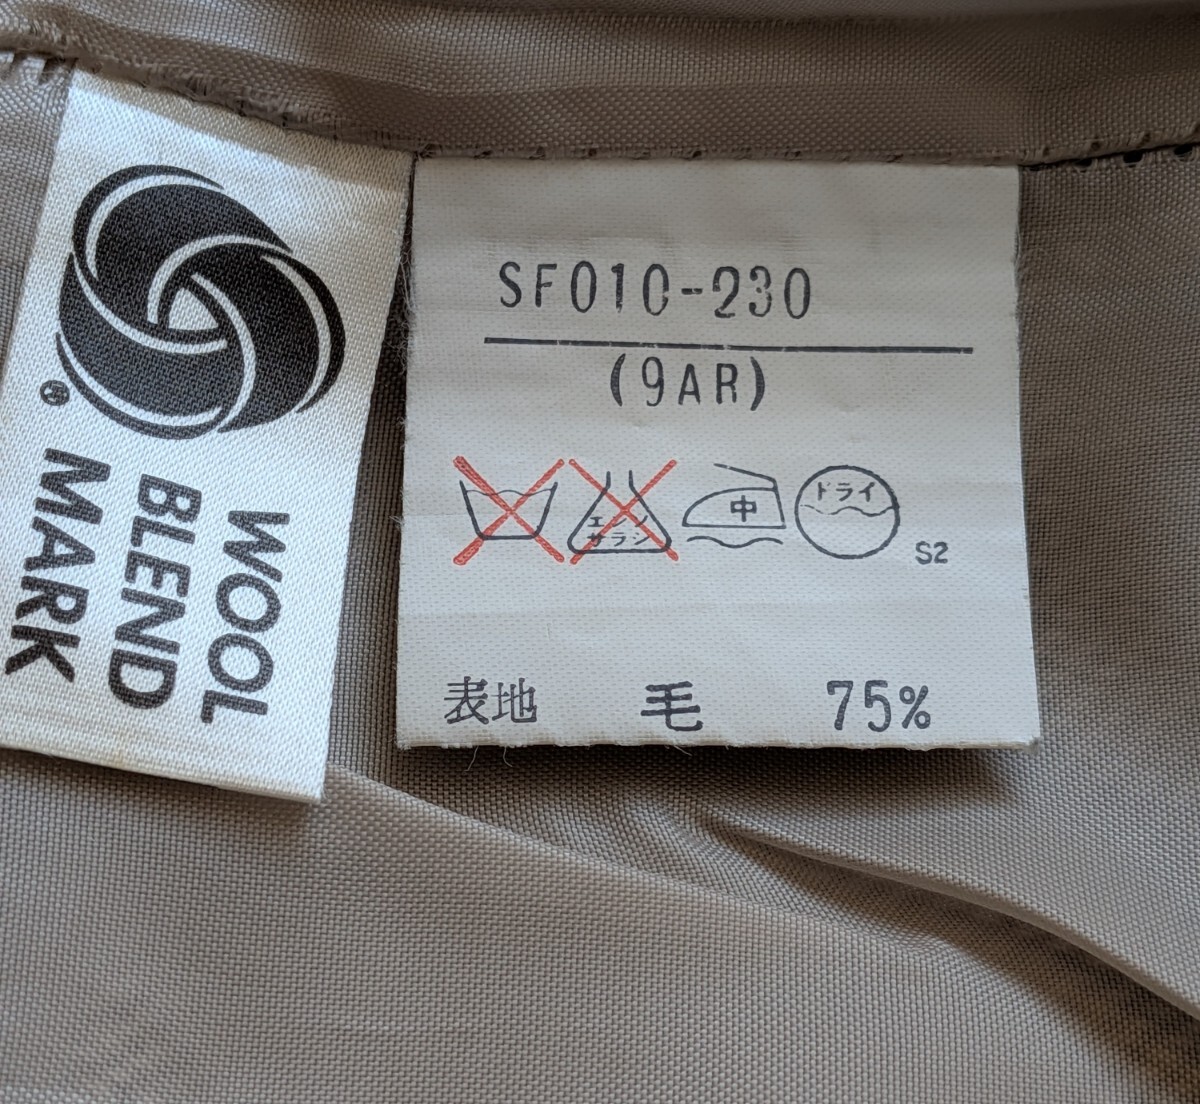 WOOL
BLEND
MARK
®
SF010-230
(9AR)
エンソ
サラシ
中
ドライ
S2
表地 毛 75%